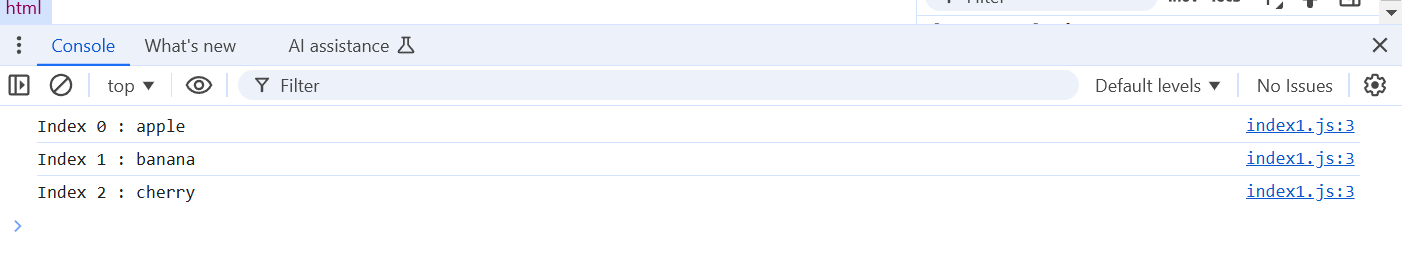 html
Filter
Console What's new AI assistance
top Filter Default levels No Issues
Index 0 : apple index1.js:3
Index 1 : banana index1.js:3
Index 2 : cherry index1.js:3